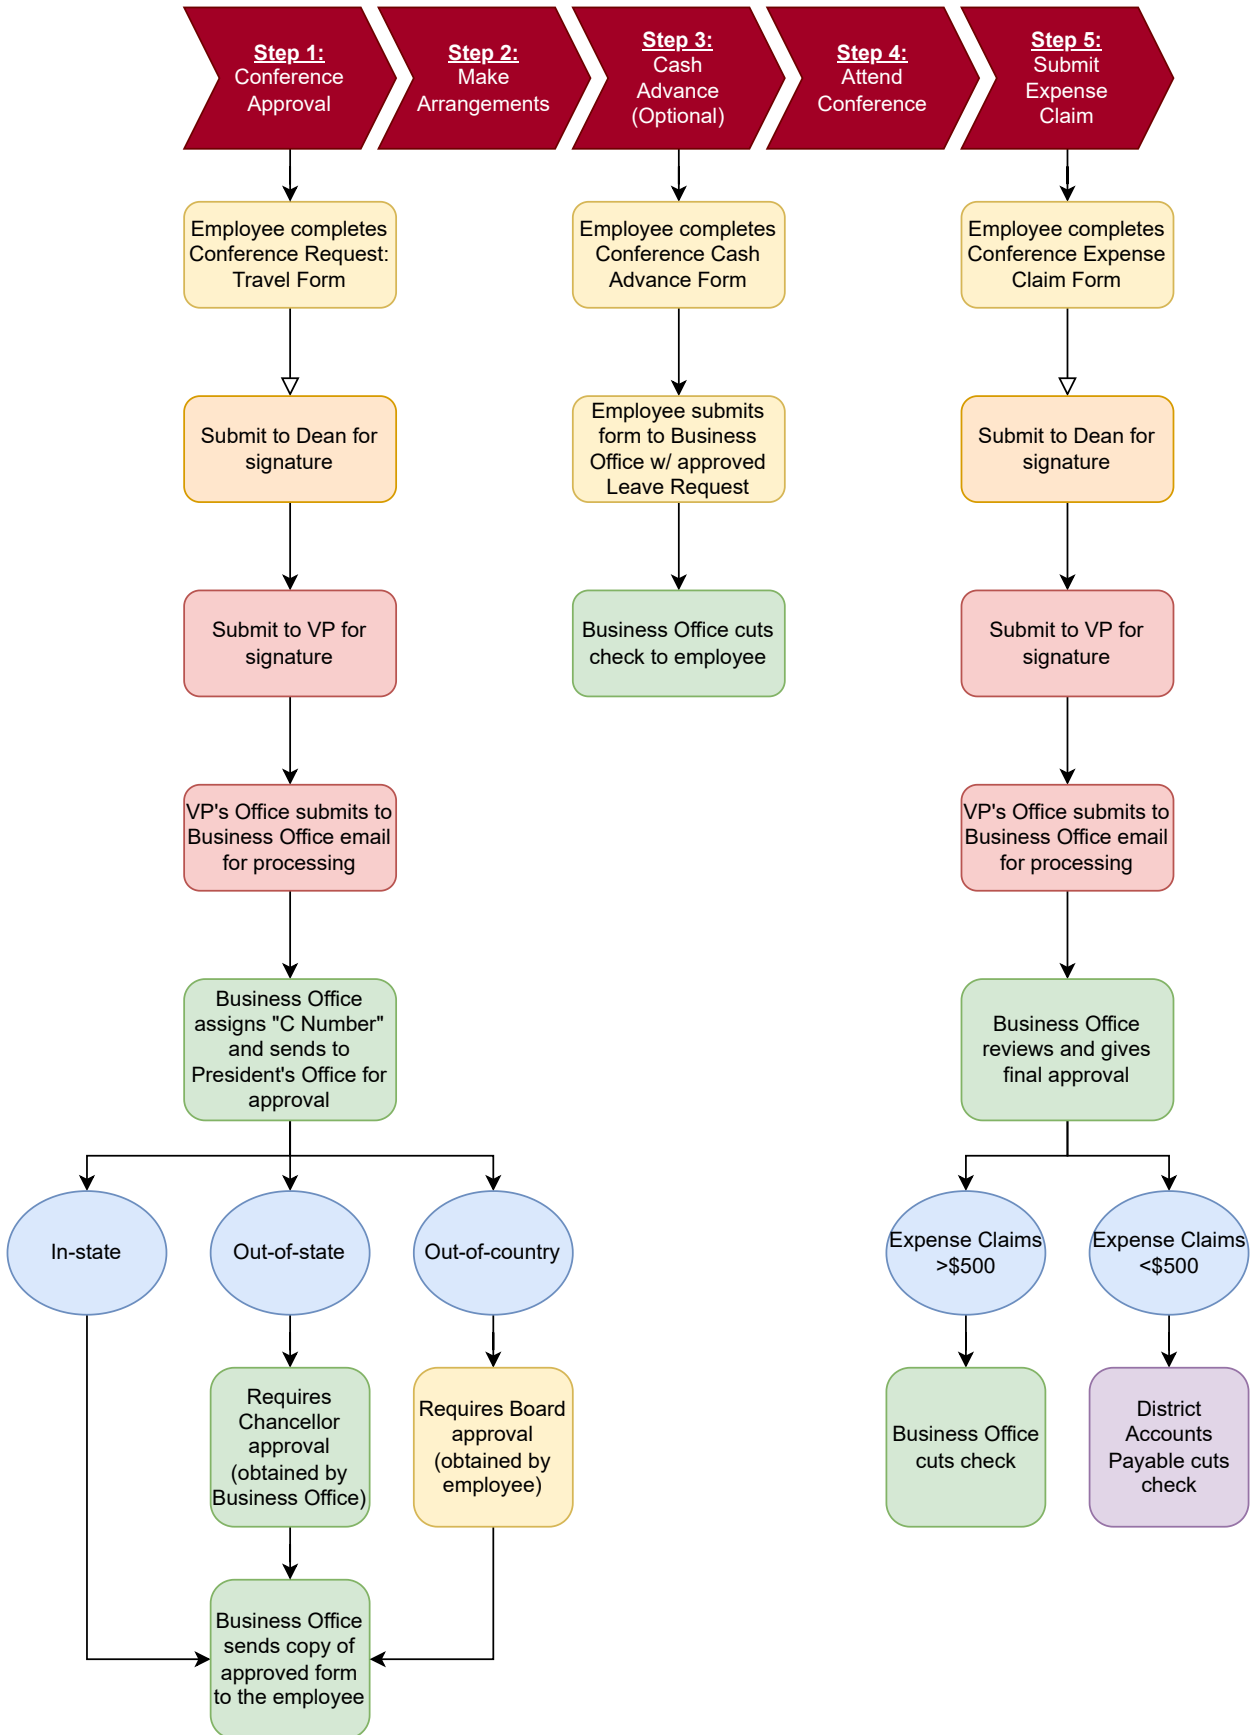 Step 1:
Conference
Approval
Step 2:
Make
Arrangements
Step 3:
Cash
Advance
(Optional)
Step 4:
Attend
Conference
Step 5:
Submit
Expense
Claim
Employee completes
Conference Request:
Travel Form
Employee completes
Conference Cash
Advance Form
Employee completes
Conference Expense
Claim Form
Submit to Dean for
signature
Employee submits
form to Business
Office w/ approved
Leave Request
Submit to Dean for
signature
Submit to VP for
signature
Business Office cuts
check to employee
Submit to VP for
signature
VP's Office submits to
Business Office email
for processing
VP's Office submits to
Business Office email
for processing
Business Office
assigns "C Number"
and sends to
President's Office for
approval
Business Office
reviews and gives
final approval
In-state
Out-of-state
Out-of-country
Expense Claims
>$500
Expense Claims
<$500
Requires
Chancellor
approval
(obtained by
Business Office)
Requires Board
approval
(obtained by
employee)
Business Office
cuts check
District
Accounts
Payable cuts
check
Business Office
sends copy of
approved form
to the employee